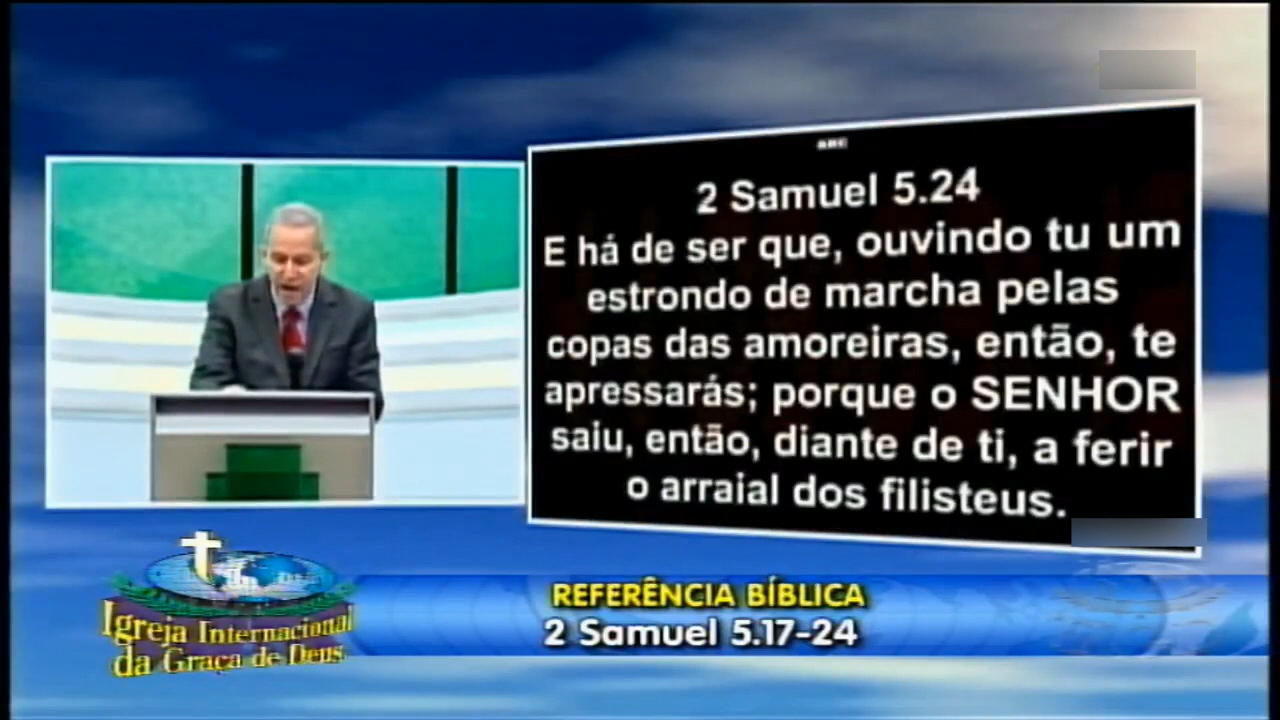 ARC
2 Samuel 5.24
E há de ser que, ouvindo tu um
estrondo de marcha pelas
copas das amoreiras, então, te
apressarás; porque o SENHOR
saiu, então, diante de ti, a ferir
o arraial dos filisteus.
Igreja Internacional
da Graça de Deus
REFERÊNCIA BÍBLICA
2 Samuel 5.17-24